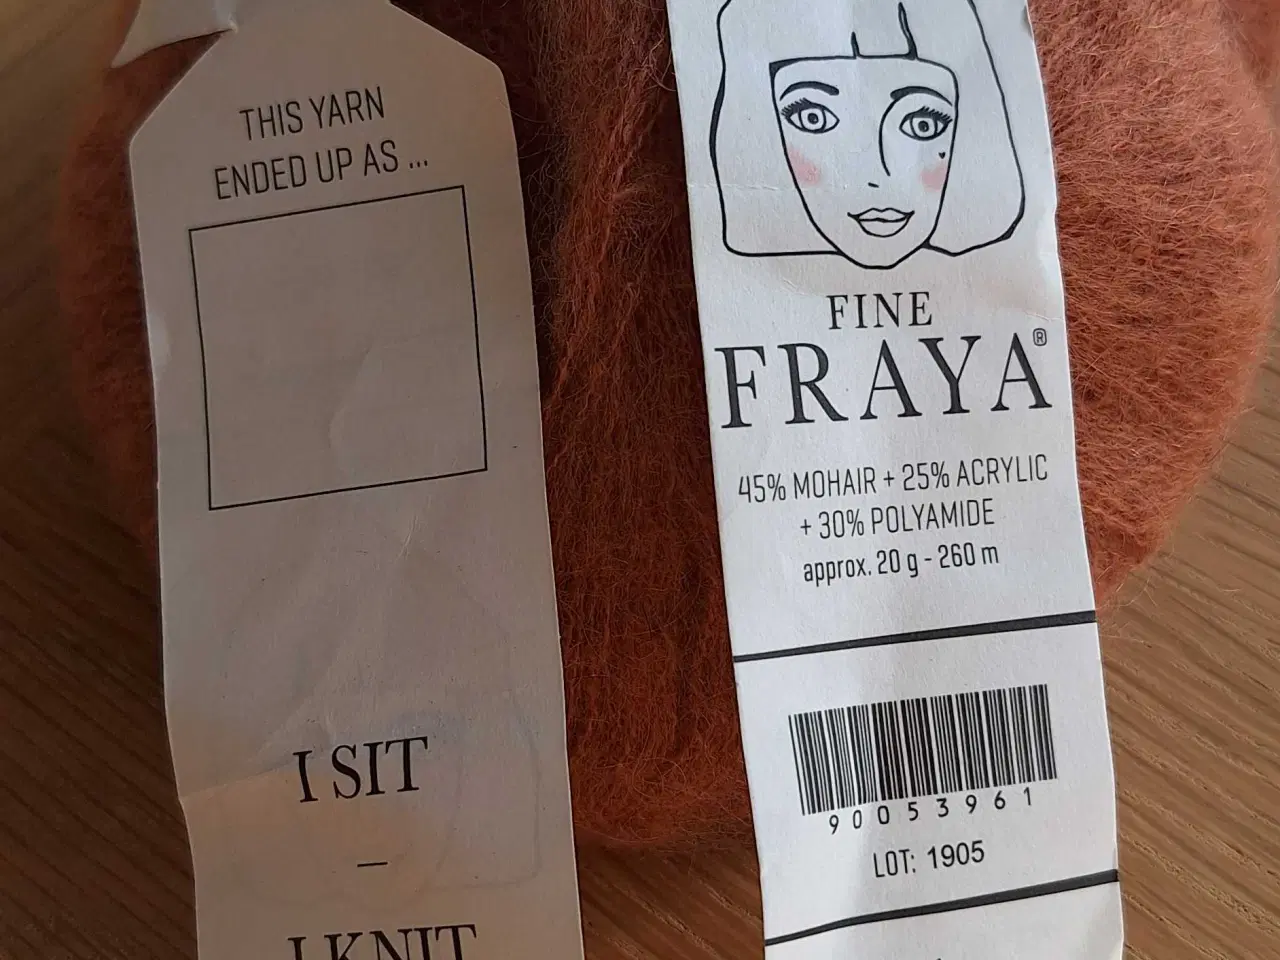 THIS YARN
ENDED UP AS ...
I SIT
–
I KNIT
FINE
FRAYA®
45% MOHAIR + 25% ACRYLIC
+ 30% POLYAMIDE
approx. 20 g - 260 m
90053961
LOT: 1905